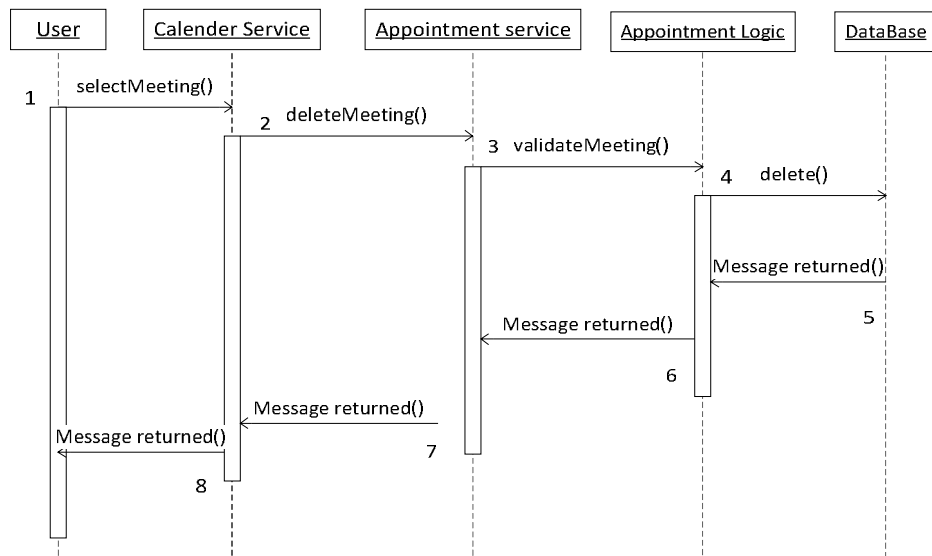 User
Calender Service
Appointment service
Appointment Logic
DataBase
1
selectMeeting()
2
deleteMeeting()
3
validateMeeting()
4
delete()
Message returned()
5
Message returned()
6
Message returned()
7
Message returned()
8